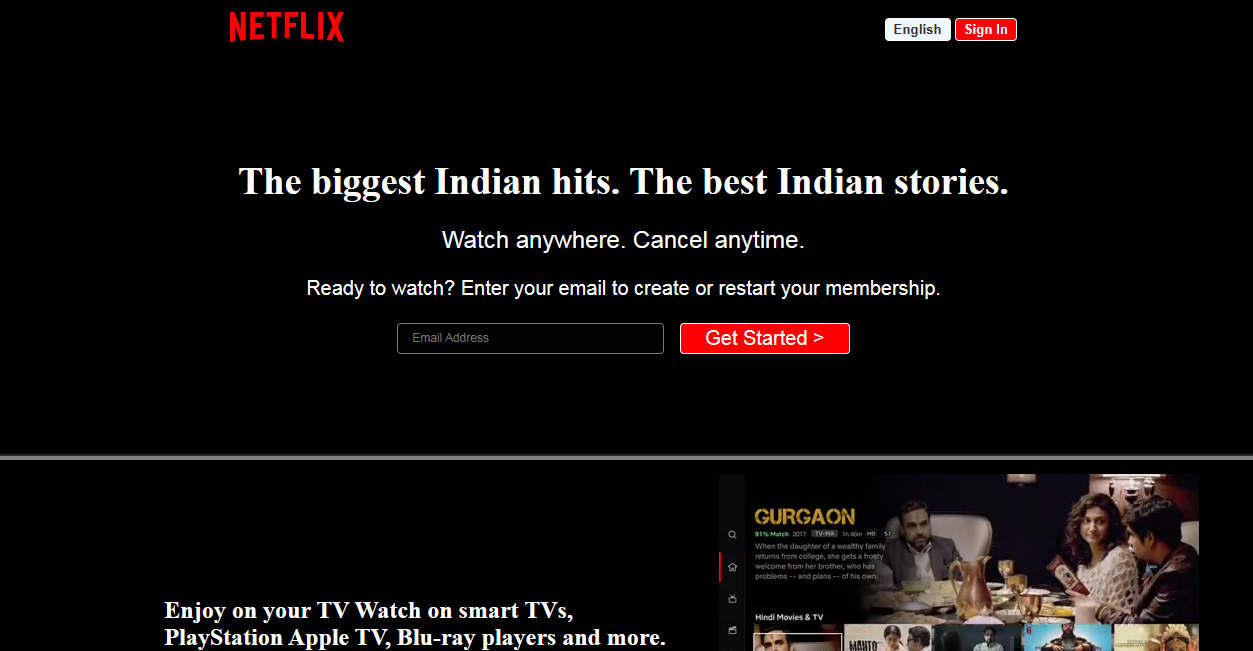 NETFLIX
English
Sign In
The biggest Indian hits. The best Indian stories.
Watch anywhere. Cancel anytime.
Ready to watch? Enter your email to create or restart your membership.
Email Address
Get Started >
GURGAON
91% Match 2017 TV-MA 1h 40m HD 5.1
When the daughter of a wealthy family
returns from college, she gets a frosty
welcome from her brother, who has
problems -- and plans -- of his own.
Hindi Movies & TV
MANTO
Enjoy on your TV Watch on smart TVs,
PlayStation Apple TV, Blu-ray players and more.